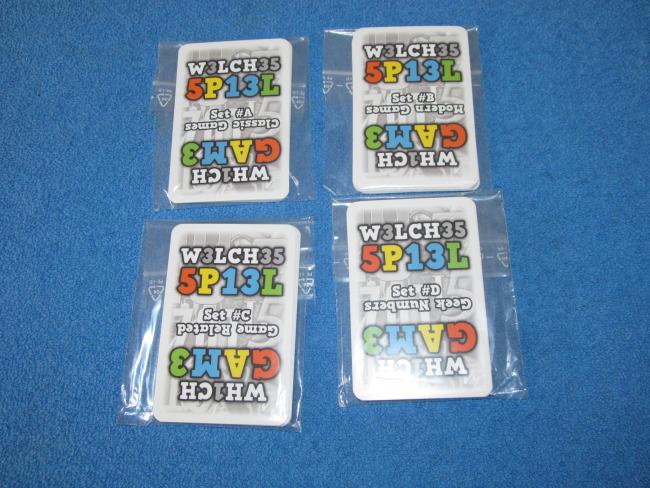 W3LCH35
5P13L
Set #A
Classic Games
WH1CH
GAM3
W3LCH35
5P13L
Set #B
Modern Games
WH1CH
GAM3
W3LCH35
5P13L
Set #C
Game Related
WH1CH
GAM3
W3LCH35
5P13L
Set #D
Geek Numbers
WH1CH
GAM3